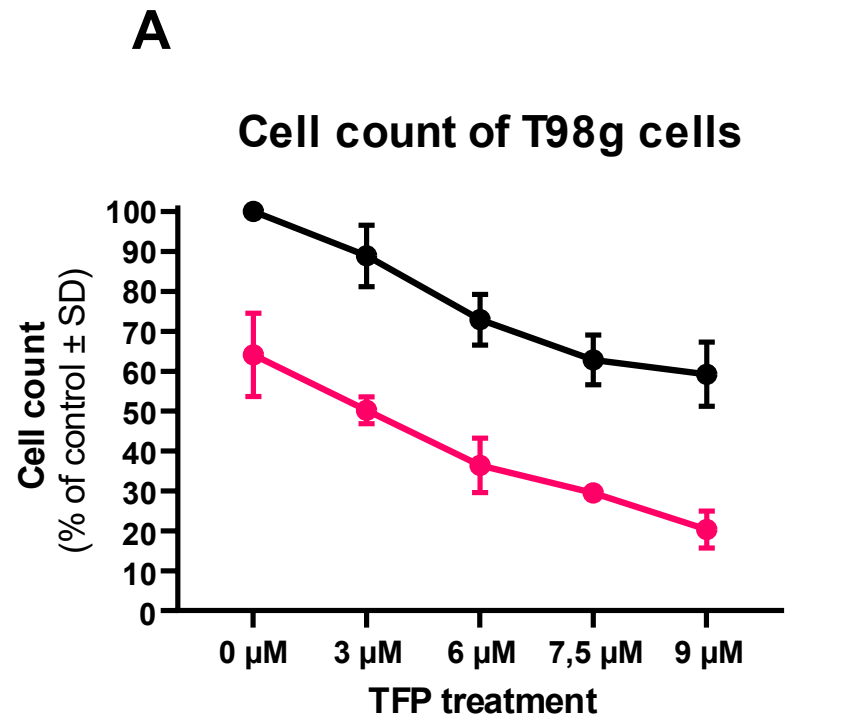 A
Cell count of T98g cells
Cell count
(% of control ± SD)
100
90
80
70
60
50
40
30
20
10
0
0 µM 3 µM 6 µM 7,5 µM 9 µM
TFP treatment